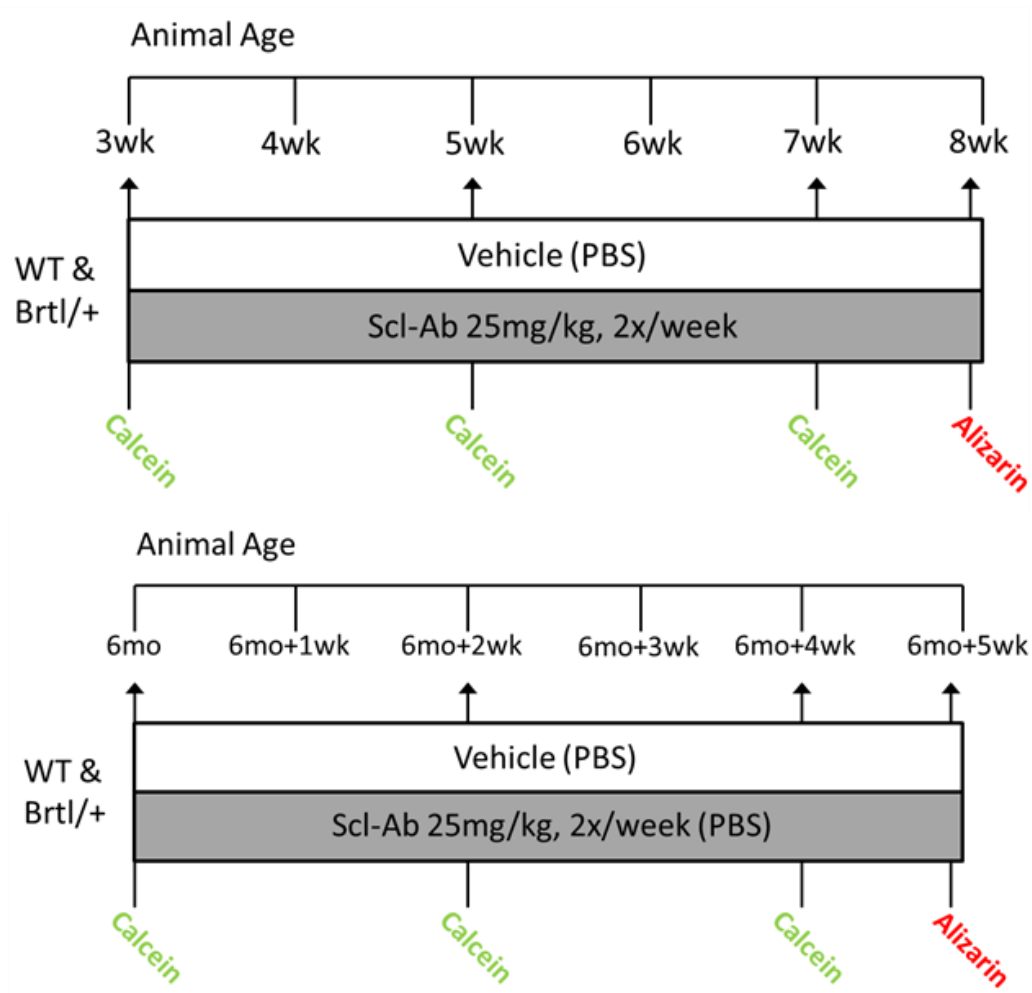 Animal Age
3wk 4wk 5wk 6wk 7wk 8wk
WT &
Brtl/+
Vehicle (PBS)
Scl-Ab 25mg/kg, 2x/week
Calcein Calcein Calcein Alizarin
Animal Age
6mo 6mo+1wk 6mo+2wk 6mo+3wk 6mo+4wk 6mo+5wk
WT &
Brtl/+
Vehicle (PBS)
Scl-Ab 25mg/kg, 2x/week (PBS)
Calcein Calcein Calcein Alizarin